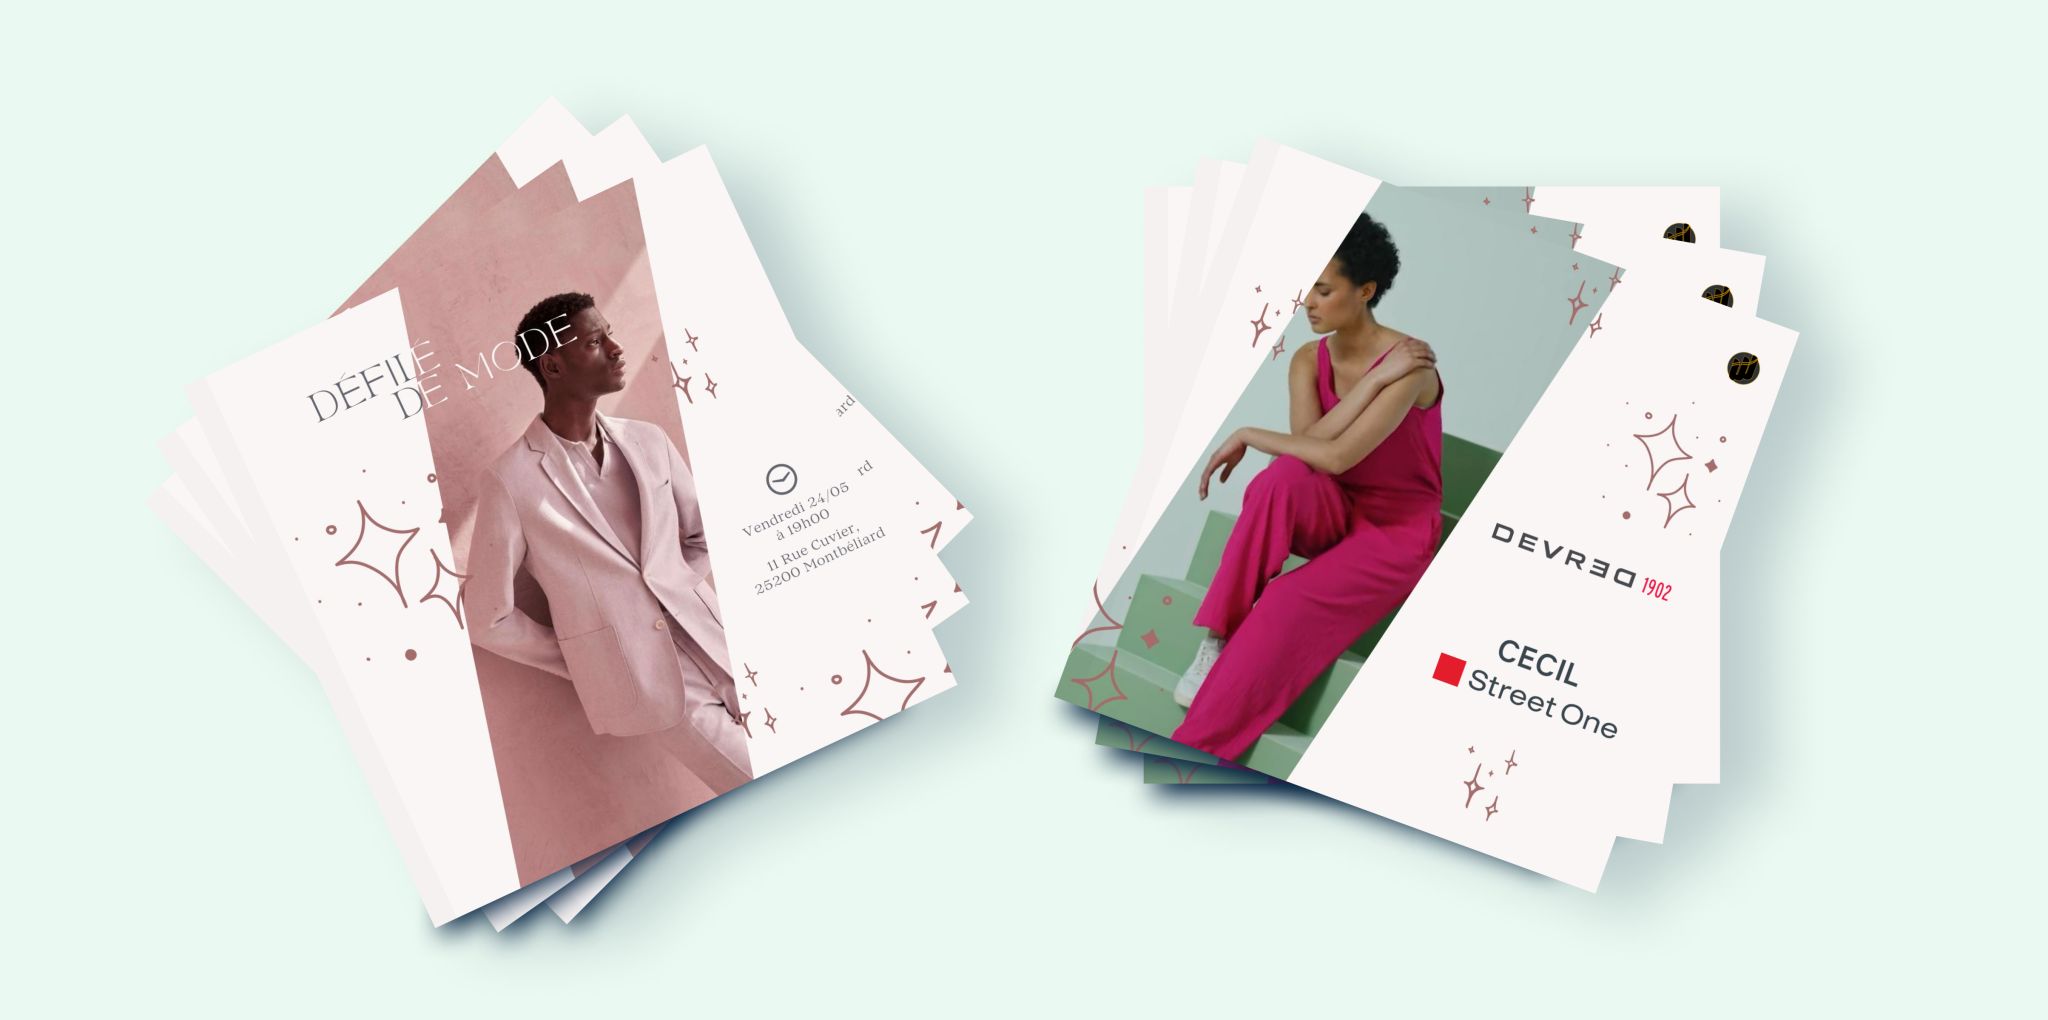 DÉFILÉ
DE MODE
Vendredi 24/05
à 19h00
11 Rue Cuvier,
25200 Montbéliard
ard
rd
DEVRED 1902
CECIL
Street One